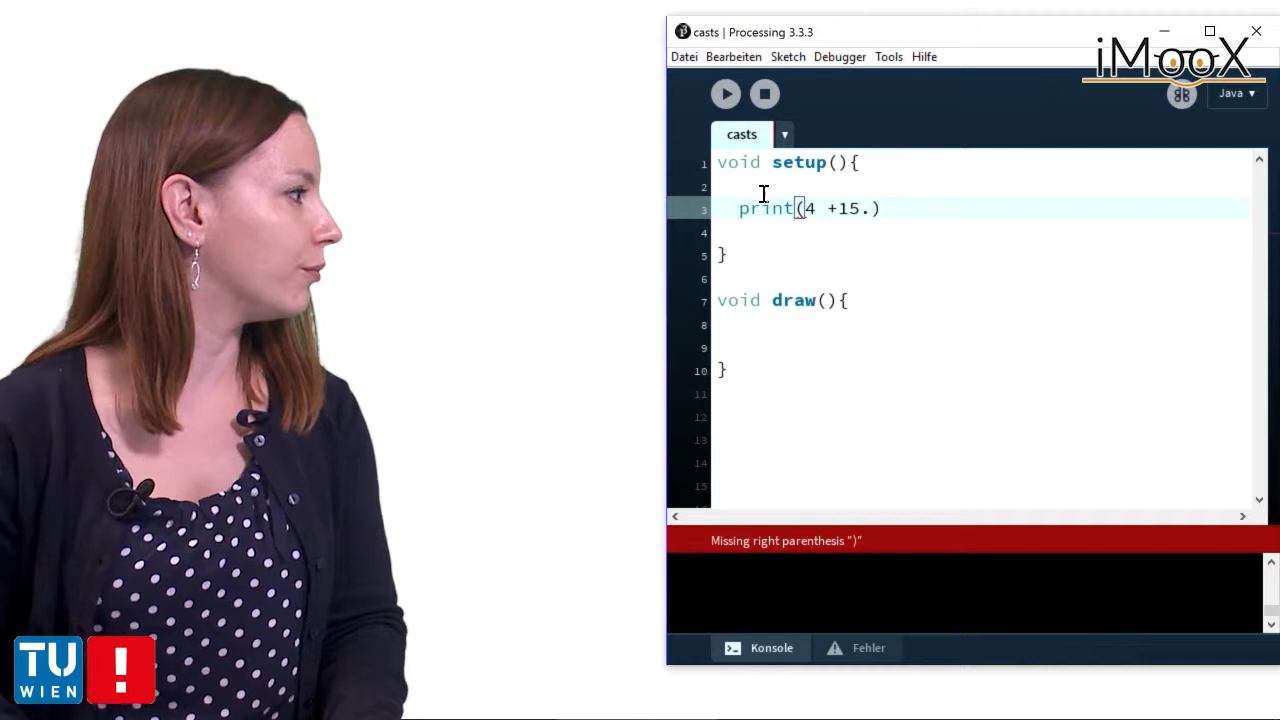 casts | Processing 3.3.3
Datei Bearbeiten Sketch Debugger Tools Hilfe
iMooX
Java ▾
casts ▾
1 void setup(){
2
3 print(4 +15.)
4
5 }
6
7 void draw(){
8
9
10 }
11
12
13
14
15
Missing right parenthesis ")"
Konsole Fehler
TU
WIEN
!